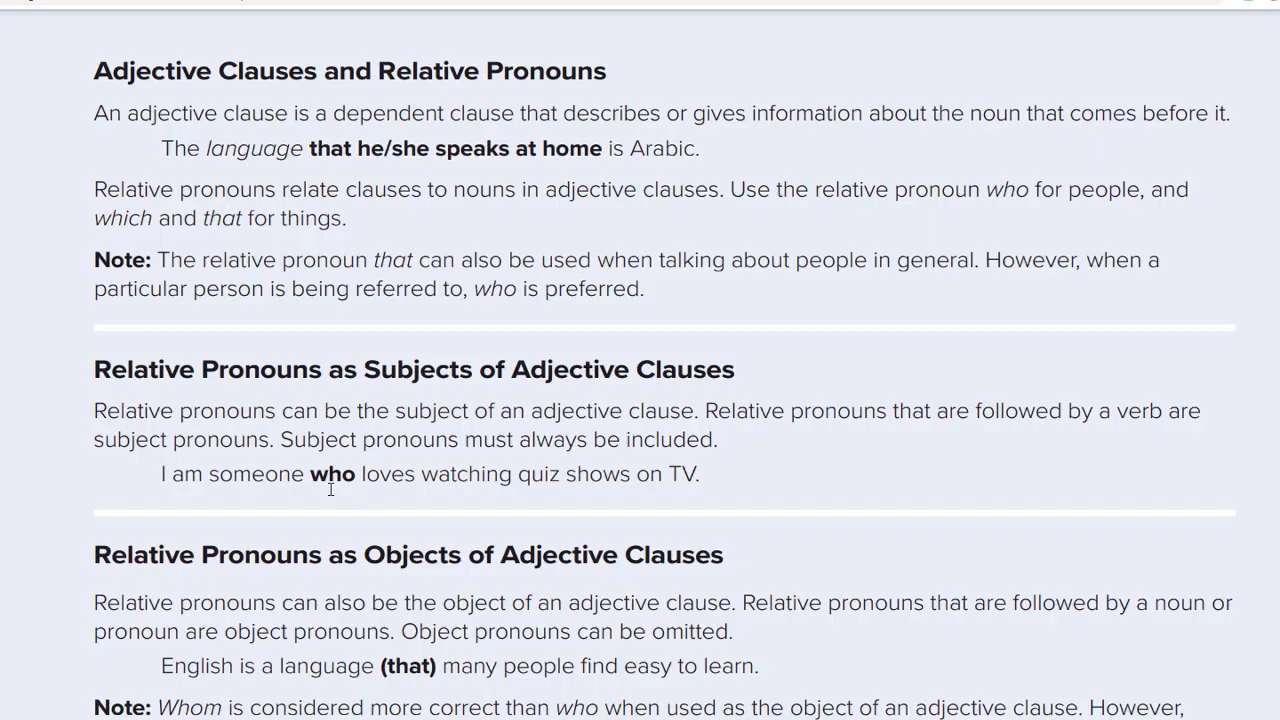 Adjective Clauses and Relative Pronouns
An adjective clause is a dependent clause that describes or gives information about the noun that comes before it.
The language that he/she speaks at home is Arabic.
Relative pronouns relate clauses to nouns in adjective clauses. Use the relative pronoun who for people, and
which and that for things.
Note: The relative pronoun that can also be used when talking about people in general. However, when a
particular person is being referred to, who is preferred.
Relative Pronouns as Subjects of Adjective Clauses
Relative pronouns can be the subject of an adjective clause. Relative pronouns that are followed by a verb are
subject pronouns. Subject pronouns must always be included.
I am someone who loves watching quiz shows on TV.
Relative Pronouns as Objects of Adjective Clauses
Relative pronouns can also be the object of an adjective clause. Relative pronouns that are followed by a noun or
pronoun are object pronouns. Object pronouns can be omitted.
English is a language (that) many people find easy to learn.
Note: Whom is considered more correct than who when used as the object of an adjective clause. However,